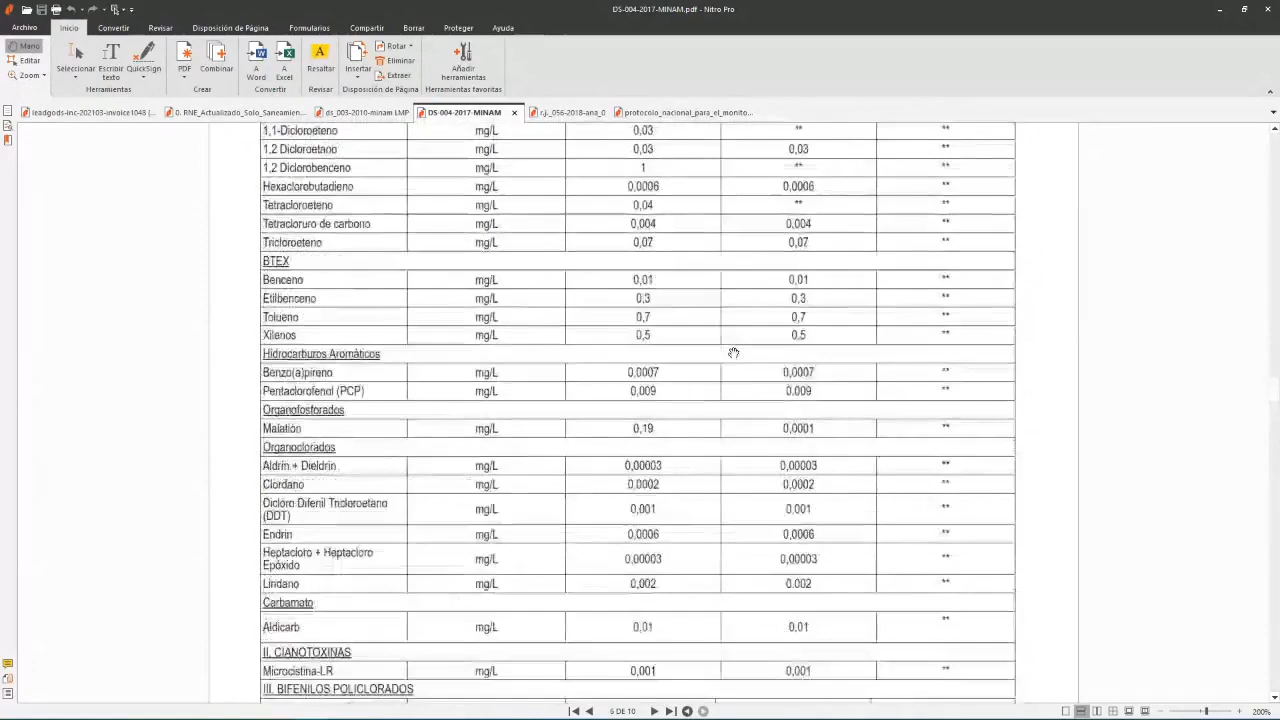 DS-004-2017-MINAM.pdf - Nitro Pro
Archivo Inicio Convertir Revisar Disposición de Página Formularios Compartir Borrar Proteger Ayuda
Mano
Editar
Zoom
Seleccionar Escribir texto QuickSign
Herramientas
PDF Combinar
Crear
A Word A Excel
Convertir
Resaltar
Revisar
Insertar Rotar Eliminar Extraer
Disposición de Página
Añadir herramientas
Herramientas favoritas
leadgods-inc-202103-invoice1048 (... 0. RNE_Actualizado_Solo_Saneamien... ds_003-2010-minam LMP DS-004-2017-MINAM r.j._056-2018-ana_0 protocolo_nacional_para_el_monito...
1,1-Dicloroeteno mg/L 0,03 ** **
1,2 Dicloroetano mg/L 0,03 0,03 **
1,2 Diclorobenceno mg/L 1 ** **
Hexaclorobutadieno mg/L 0,0006 0,0006 **
Tetracloroeteno mg/L 0,04 ** **
Tetracloruro de carbono mg/L 0,004 0,004 **
Tricloroeteno mg/L 0,07 0,07 **
BTEX
Benceno mg/L 0,01 0,01 **
Etilbenceno mg/L 0,3 0,3 **
Tolueno mg/L 0,7 0,7 **
Xilenos mg/L 0,5 0,5 **
Hidrocarburos Aromáticos
Benzo(a)pireno mg/L 0,0007 0,0007 **
Pentaclorofenol (PCP) mg/L 0,009 0,009 **
Organofosforados
Malatión mg/L 0,19 0,0001 **
Organoclorados
Aldrín + Dieldrín mg/L 0,00003 0,00003 **
Clordano mg/L 0,0002 0,0002 **
Dicloro Difenil Tricloroetano (DDT) mg/L 0,001 0,001 **
Endrin mg/L 0,0006 0,0006 **
Heptacloro + Heptacloro Epóxido mg/L 0,00003 0,00003 **
Lindano mg/L 0,002 0,002 **
Carbamato
Aldicarb mg/L 0,01 0,01 **
II. CIANOTOXINAS
Microcistina-LR mg/L 0,001 0,001 **
III. BIFENILOS POLICLORADOS
6 DE 10
200%